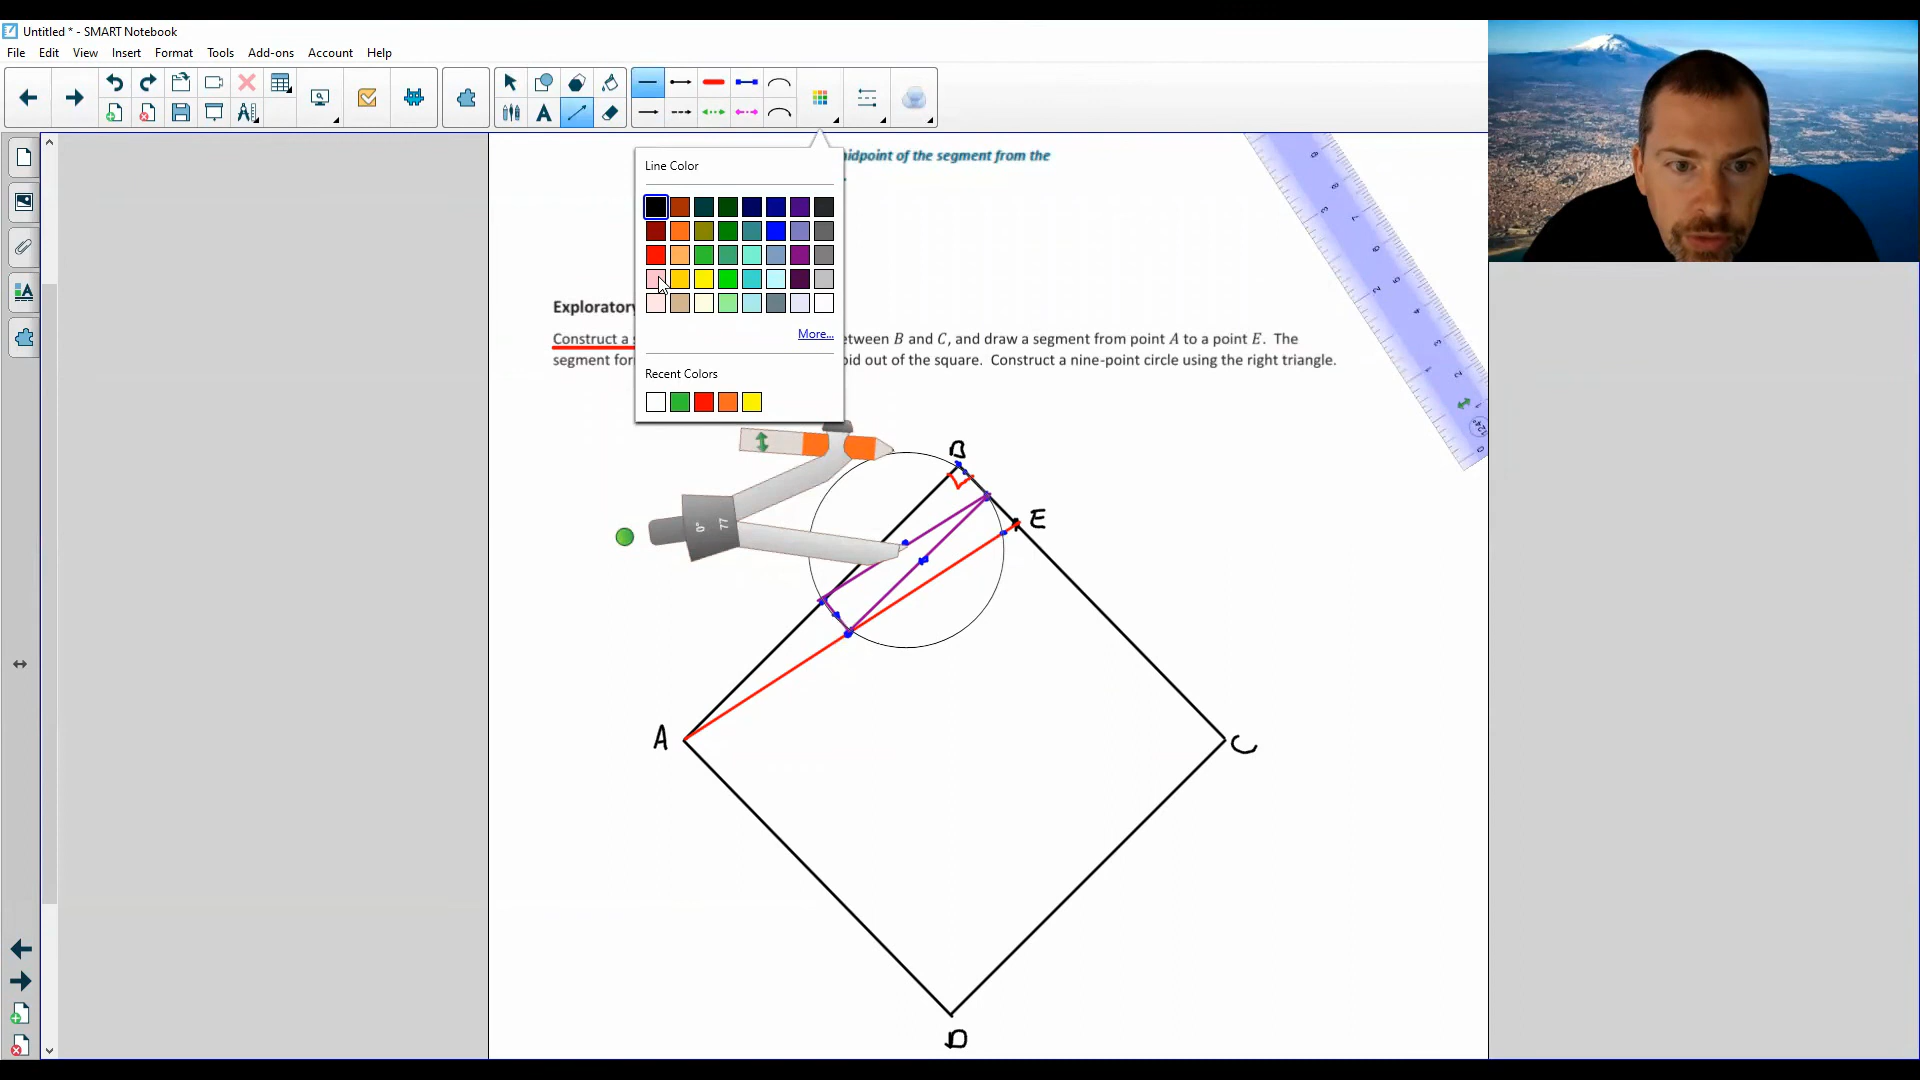 Untitled * - SMART Notebook
File Edit View Insert Format Tools Add-ons Account Help
Line Color
More...
Recent Colors
idpoint of the segment from the
Exploratory
Construct a
etween B and C, and draw a segment from point A to a point E. The
segment for
oid out of the square. Construct a nine-point circle using the right triangle.
0°
77
B
E
A
C
D